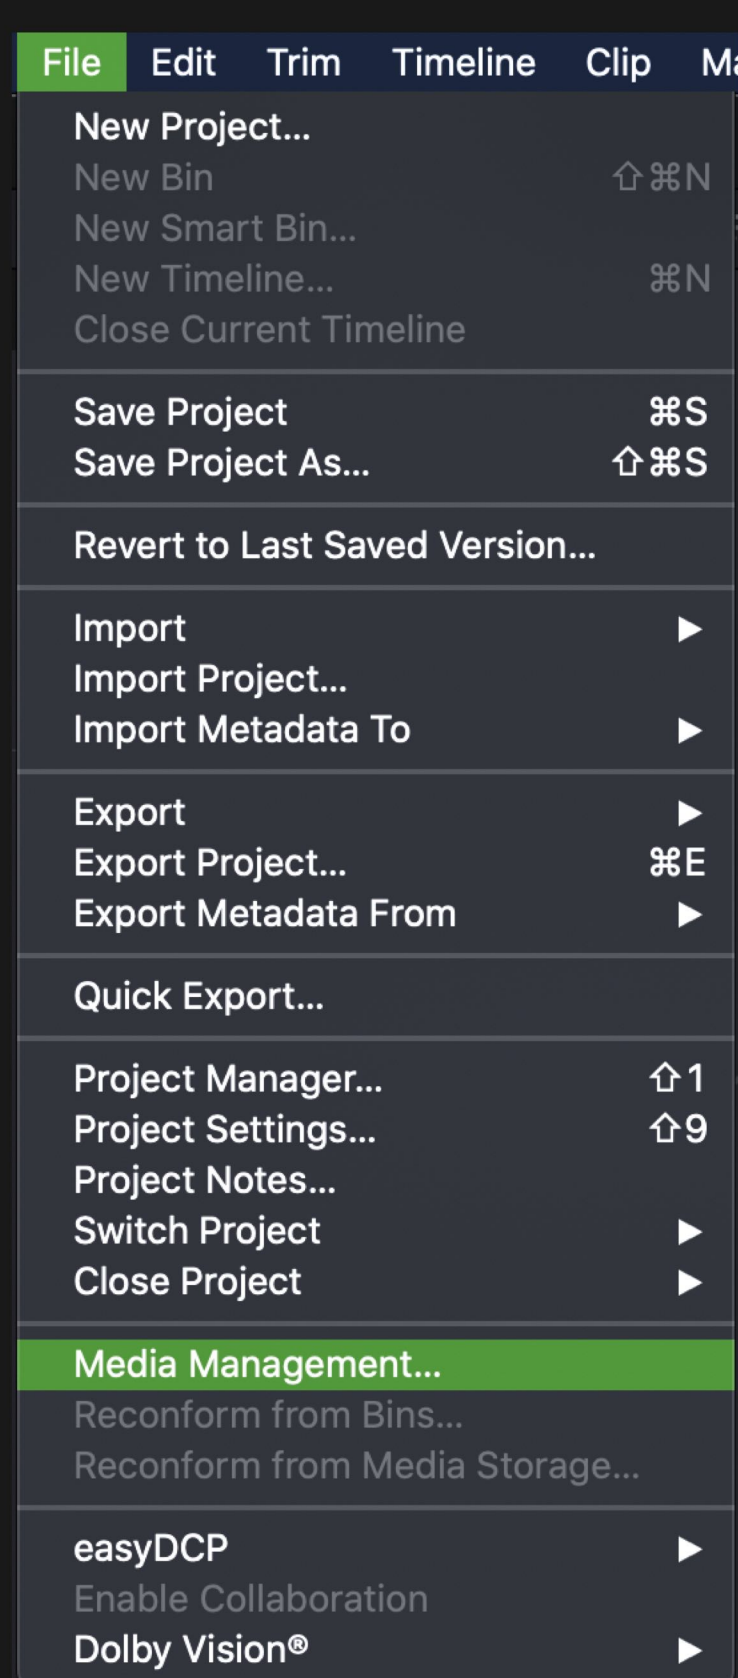 File Edit Trim Timeline Clip Ma
New Project...
New Bin ⇧⌘N
New Smart Bin...
New Timeline... ⌘N
Close Current Timeline
Save Project ⌘S
Save Project As... ⇧⌘S
Revert to Last Saved Version...
Import ▶
Import Project...
Import Metadata To ▶
Export ▶
Export Project... ⌘E
Export Metadata From ▶
Quick Export...
Project Manager... ⇧1
Project Settings... ⇧9
Project Notes...
Switch Project ▶
Close Project ▶
Media Management...
Reconform from Bins...
Reconform from Media Storage...
easyDCP ▶
Enable Collaboration
Dolby Vision® ▶